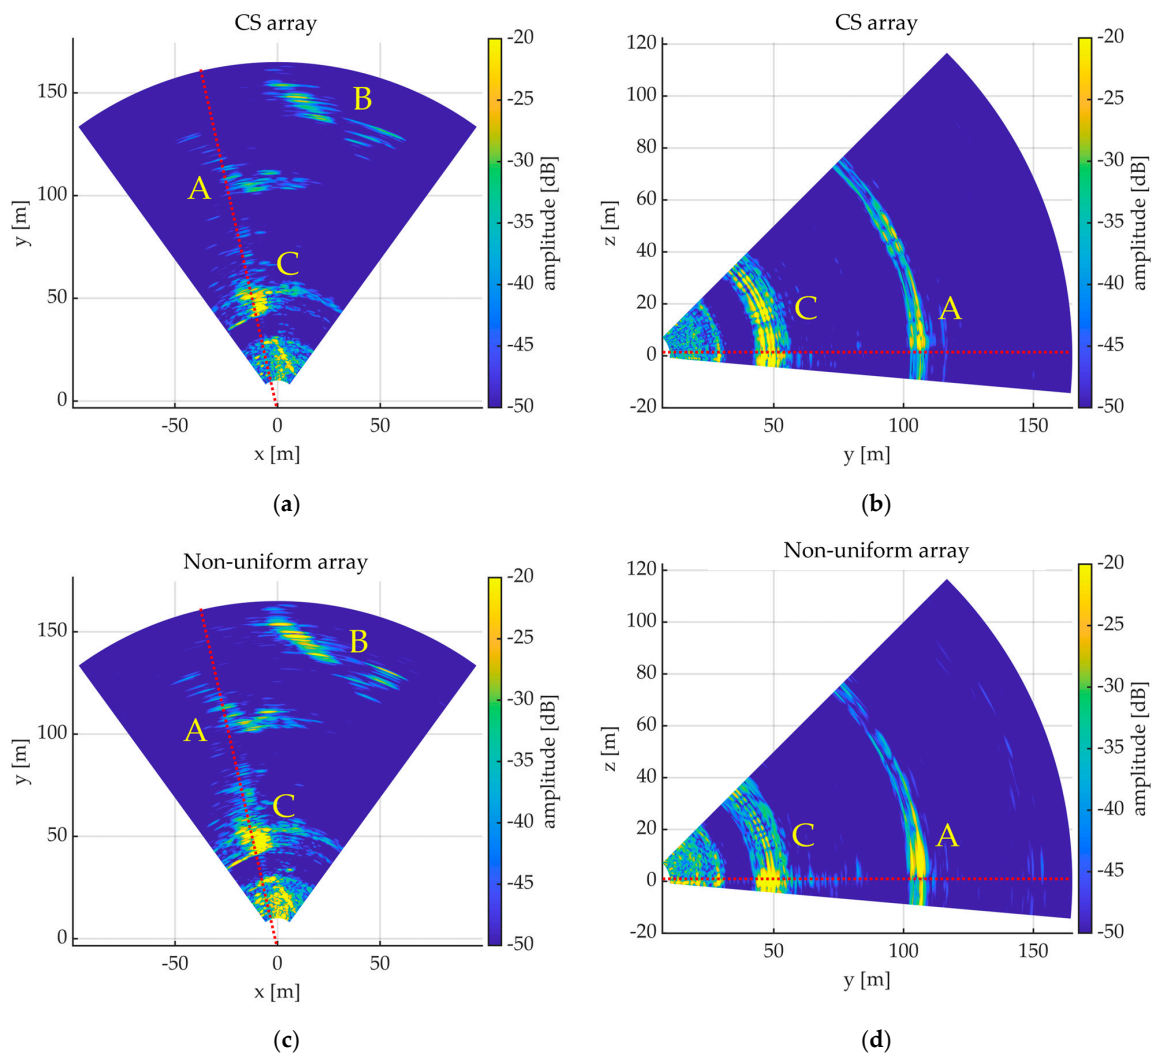 CS array
150
100
50
0
y [m]
-50
0
50
x [m]
A
B
C
-20
-25
-30
-35
-40
-45
-50
amplitude [dB]
(a)
CS array
120
100
80
60
40
20
0
-20
z [m]
50
100
150
y [m]
C
A
-20
-25
-30
-35
-40
-45
-50
amplitude [dB]
(b)
Non-uniform array
150
100
50
0
y [m]
-50
0
50
x [m]
A
B
C
-20
-25
-30
-35
-40
-45
-50
amplitude [dB]
(c)
Non-uniform array
120
100
80
60
40
20
0
-20
z [m]
50
100
150
y [m]
C
A
-20
-25
-30
-35
-40
-45
-50
amplitude [dB]
(d)